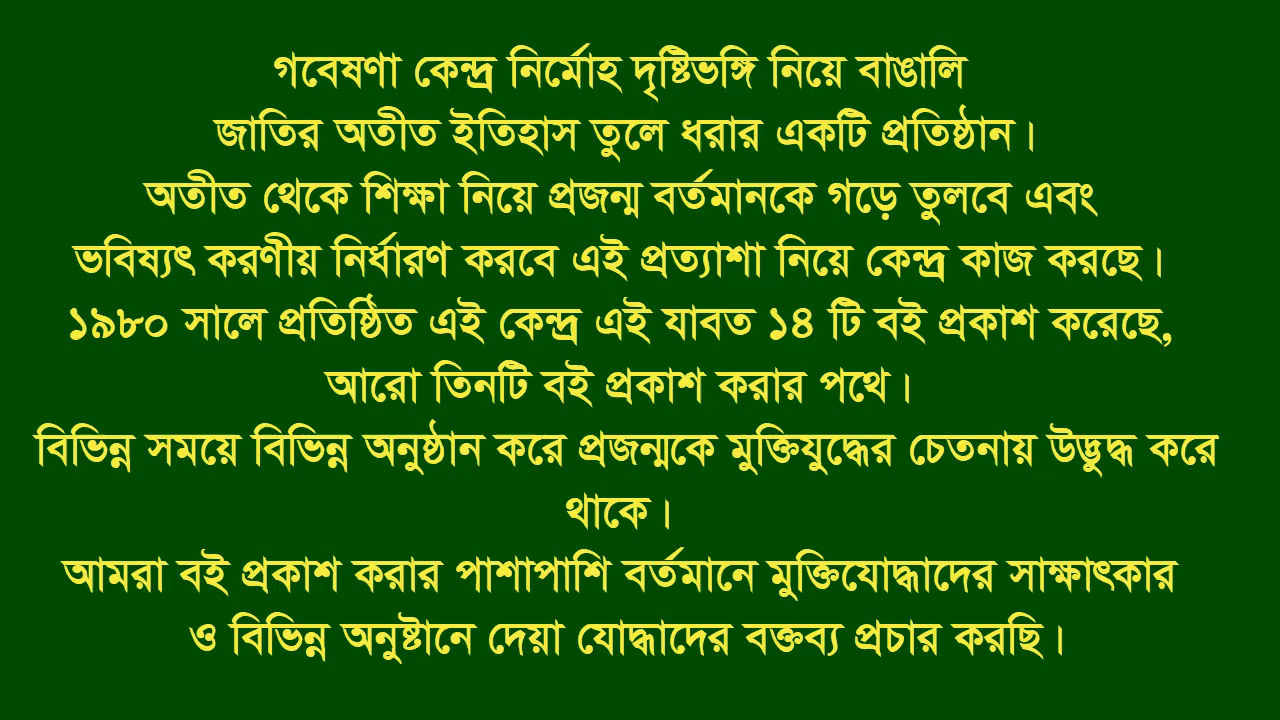 গবেষণা কেন্দ্র নির্মোহ দৃষ্টিভঙ্গি নিয়ে বাঙালি
জাতির অতীত ইতিহাস তুলে ধরার একটি প্রতিষ্ঠান।
অতীত থেকে শিক্ষা নিয়ে প্রজন্ম বর্তমানকে গড়ে তুলবে এবং
ভবিষ্যৎ করণীয় নির্ধারণ করবে এই প্রত্যাশা নিয়ে কেন্দ্র কাজ করছে।
১৯৮০ সালে প্রতিষ্ঠিত এই কেন্দ্র এই যাবত ১৪ টি বই প্রকাশ করেছে,
আরো তিনটি বই প্রকাশ করার পথে।
বিভিন্ন সময়ে বিভিন্ন অনুষ্ঠান করে প্রজন্মকে মুক্তিযুদ্ধের চেতনায় উদ্ভুদ্ধ করে
থাকে।
আমরা বই প্রকাশ করার পাশাপাশি বর্তমানে মুক্তিযোদ্ধাদের সাক্ষাৎকার
ও বিভিন্ন অনুষ্টানে দেয়া যোদ্ধাদের বক্তব্য প্রচার করছি।